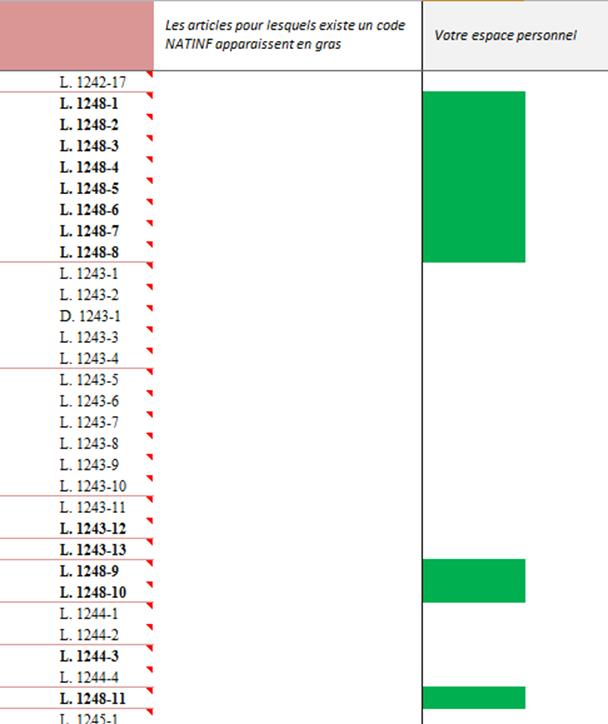 Les articles pour lesquels existe un code
NATINF apparaissent en gras
Votre espace personnel
L. 1242-17
L. 1248-1
L. 1248-2
L. 1248-3
L. 1248-4
L. 1248-5
L. 1248-6
L. 1248-7
L. 1248-8
L. 1243-1
L. 1243-2
D. 1243-1
L. 1243-3
L. 1243-4
L. 1243-5
L. 1243-6
L. 1243-7
L. 1243-8
L. 1243-9
L. 1243-10
L. 1243-11
L. 1243-12
L. 1243-13
L. 1248-9
L. 1248-10
L. 1244-1
L. 1244-2
L. 1244-3
L. 1244-4
L. 1248-11
L. 1245-1